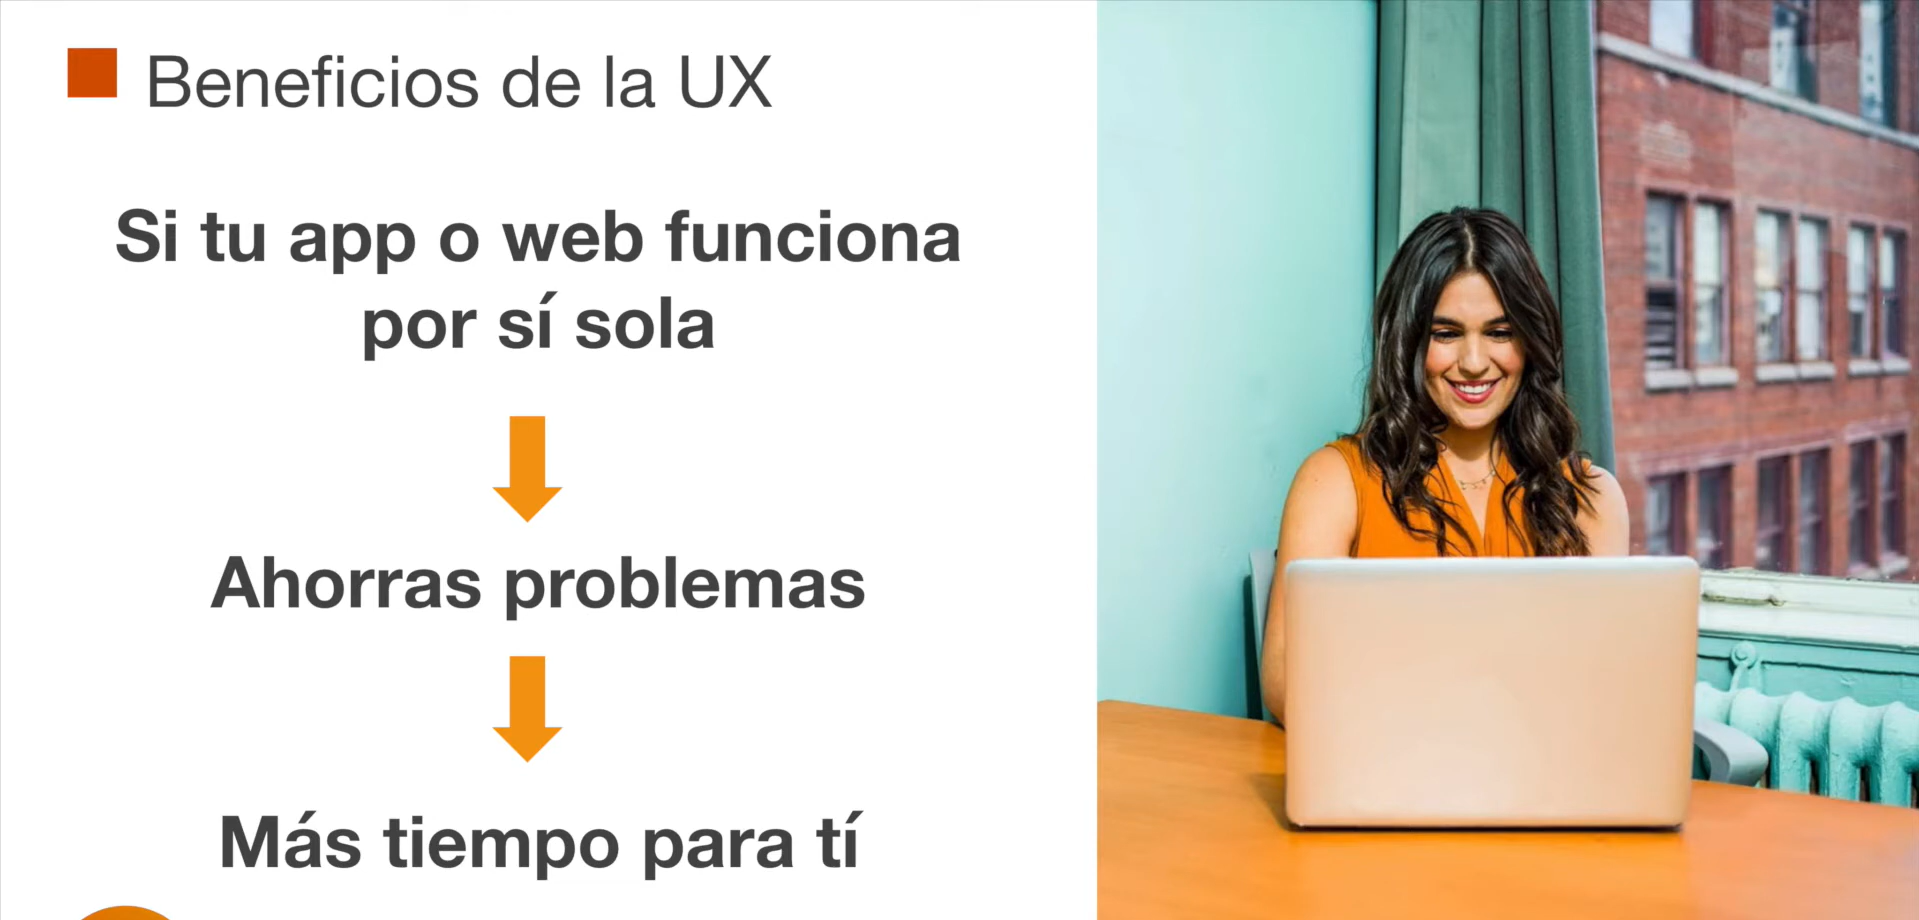 Beneficios de la UX
Si tu app o web funciona
por sí sola
Ahorras problemas
Más tiempo para tí